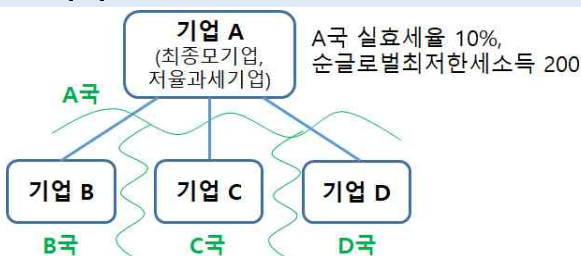 기업 A
(최종모기업,
저율과세기업)
A국 실효세율 10%,
순글로벌최저한세소득 200
A국
기업 B
기업 C
기업 D
B국
C국
D국